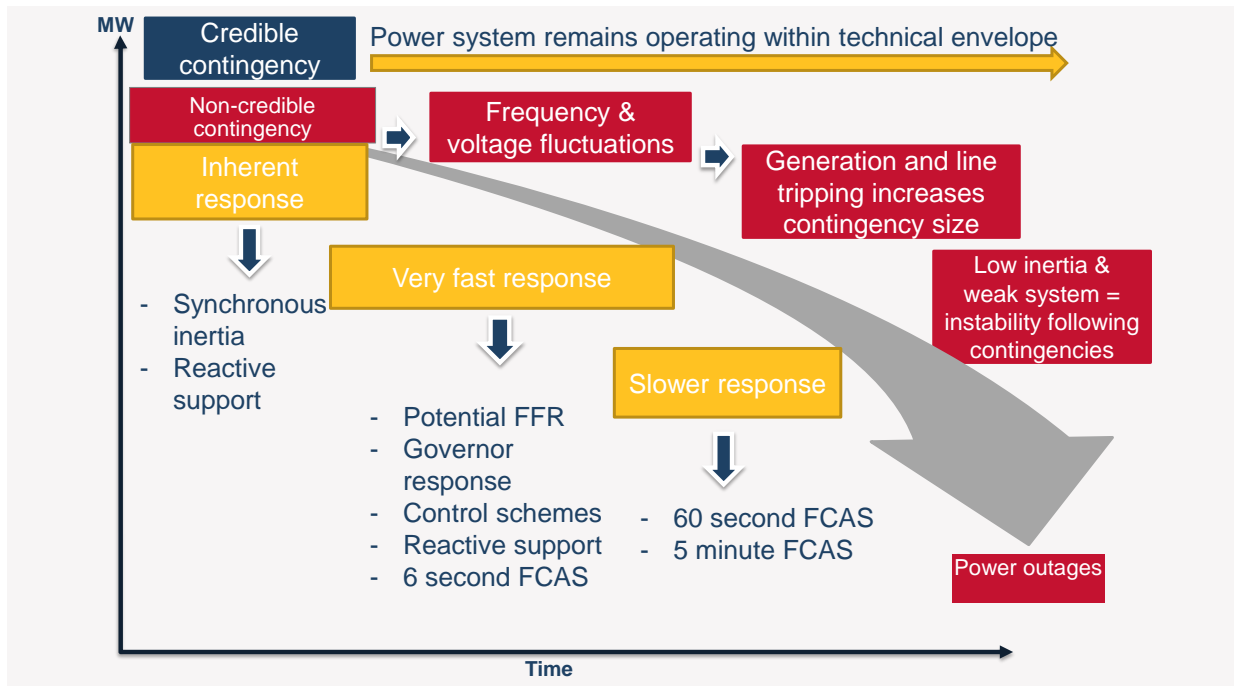 MW
Credible
contingency
Power system remains operating within technical envelope
Non-credible
contingency
Frequency &
voltage fluctuations
Inherent
response
Generation and line
tripping increases
contingency size
Very fast response
Low inertia &
weak system =
instability following
contingencies
- Synchronous
inertia
- Reactive
support
Slower response
- Potential FFR
- Governor
response
- Control schemes
- Reactive support
- 6 second FCAS
- 60 second FCAS
- 5 minute FCAS
Power outages
Time